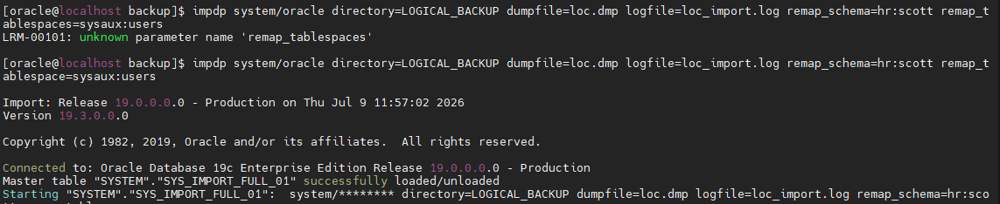 [oracle@localhost backup]$ impdp system/oracle directory=LOGICAL_BACKUP dumpfile=loc.dmp logfile=loc_import.log remap_schema=hr:scott remap_t
ablespaces=sysaux:users
LRM-00101: unknown parameter name 'remap_tablespaces'
[oracle@localhost backup]$ impdp system/oracle directory=LOGICAL_BACKUP dumpfile=loc.dmp logfile=loc_import.log remap_schema=hr:scott remap_t
ablespace=sysaux:users
Import: Release 19.0.0.0.0 - Production on Thu Jul 9 11:57:02 2026
Version 19.3.0.0.0
Copyright (c) 1982, 2019, Oracle and/or its affiliates.  All rights reserved.
Connected to: Oracle Database 19c Enterprise Edition Release 19.0.0.0.0 - Production
Master table "SYSTEM"."SYS_IMPORT_FULL_01" successfully loaded/unloaded
Starting "SYSTEM"."SYS_IMPORT_FULL_01":  system/******** directory=LOGICAL_BACKUP dumpfile=loc.dmp logfile=loc_import.log remap_schema=hr:sco